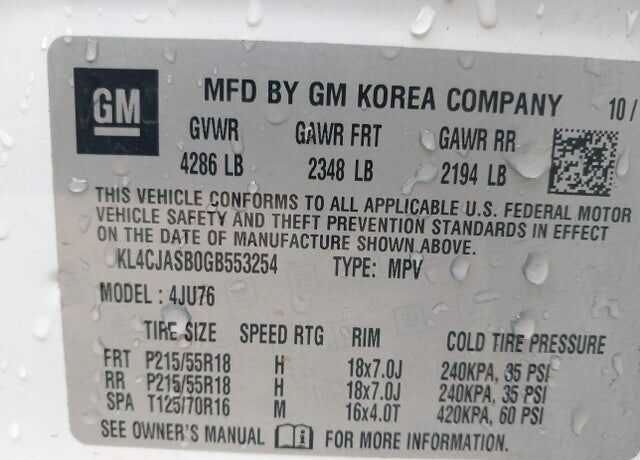 GM
MFD BY GM KOREA COMPANY 10/
GVWR GAWR FRT GAWR RR
4286 LB 2348 LB 2194 LB
THIS VEHICLE CONFORMS TO ALL APPLICABLE U.S. FEDERAL MOTOR
VEHICLE SAFETY AND THEFT PREVENTION STANDARDS IN EFFECT
ON THE DATE OF MANUFACTURE SHOWN ABOVE.
KL4CJASB0GB553254 TYPE: MPV
MODEL : 4JU76
TIRE SIZE SPEED RTG RIM COLD TIRE PRESSURE
FRT P215/55R18 H 18x7.0J 240KPA, 35 PSI
RR P215/55R18 H 18x7.0J 240KPA, 35 PSI
SPA T125/70R16 M 16x4.0T 420KPA, 60 PSI
SEE OWNER'S MANUAL FOR MORE INFORMATION.